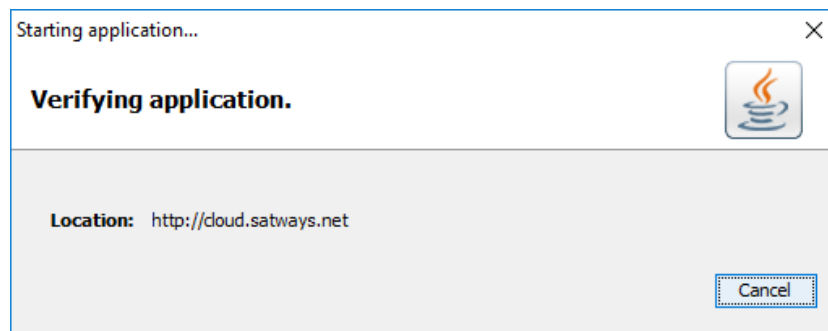 Starting application...
Verifying application.
Location: http://cloud.satways.net
Cancel